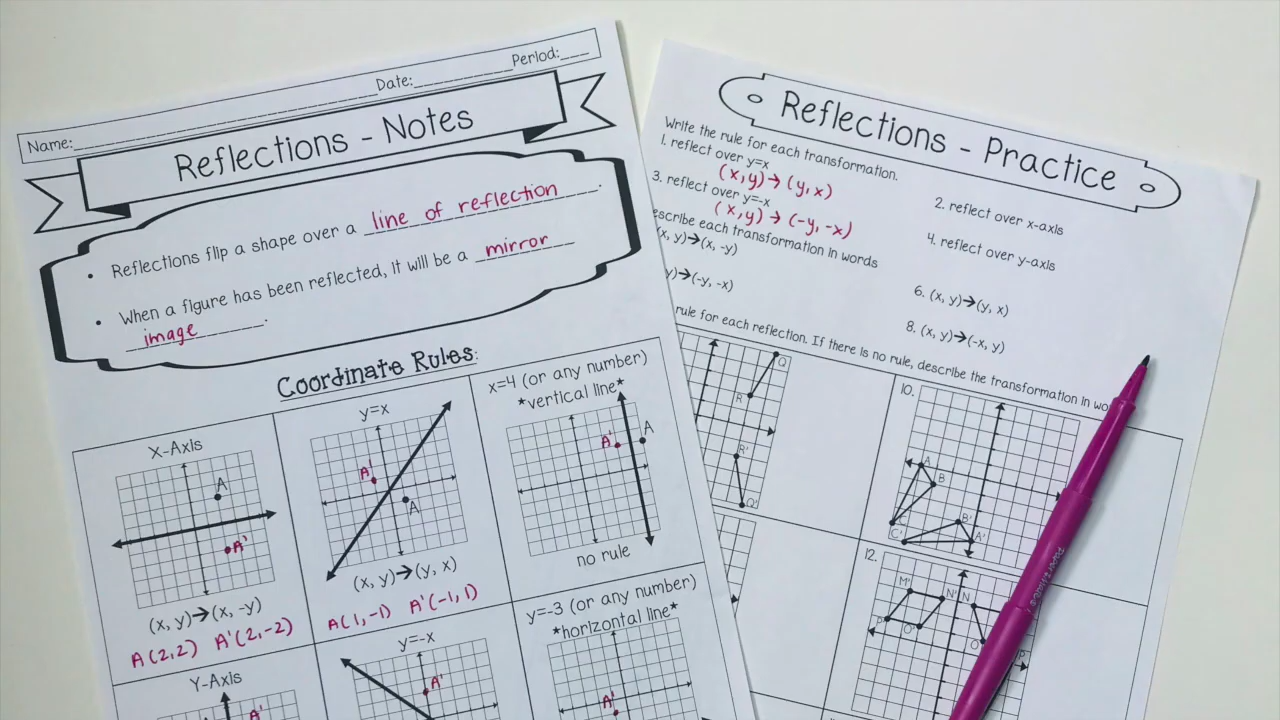 Name: Date: Period:
Reflections - Notes
• Reflections flip a shape over a line of reflection.
• When a figure has been reflected, it will be a mirror
image.
Coordinate Rules:
X-Axis
A
A'
(x, y)→(x, -y)
A(2,2) A'(2,-2)
y=x
A'
A
(x, y)→(y, x)
A(1,-1) A'(-1,1)
x=4 (or any number)
*vertical line*
A'
A
no rule
Y-Axis
A'
y=-x
A'
y=-3 (or any number)
*horizontal line*
A'
Reflections - Practice
Write the rule for each transformation.
1. reflect over y=x
(x,y)→(y,x)
2. reflect over x-axis
3. reflect over y=-x
(x,y)→(-y,-x)
4. reflect over y-axis
escribe each transformation in words
(x, y)→(x, -y)
6. (x, y)→(y, x)
y)→(-y, -x)
8. (x, y)→(-x, y)
rule for each reflection. If there is no rule, describe the transformation in wo
Q
R
R'
Q'
10.
A
B
C
B'
A'
C'
12.
M'
N'
N
P'
O'
O
P